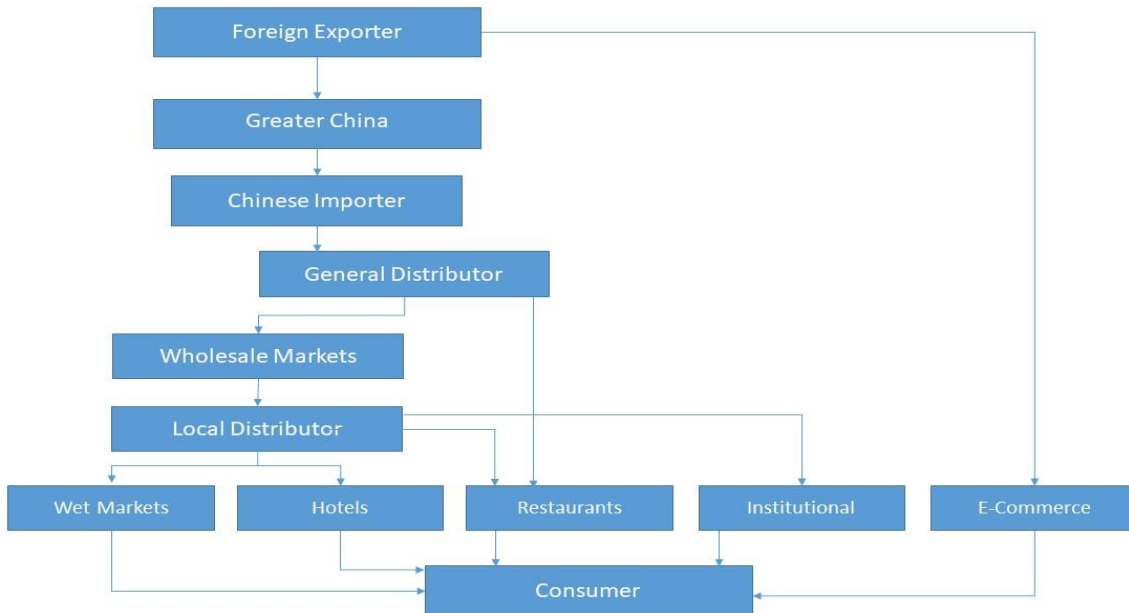 Foreign Exporter
Greater China
Chinese Importer
General Distributor
Wholesale Markets
Local Distributor
Wet Markets
Hotels
Restaurants
Institutional
E-Commerce
Consumer